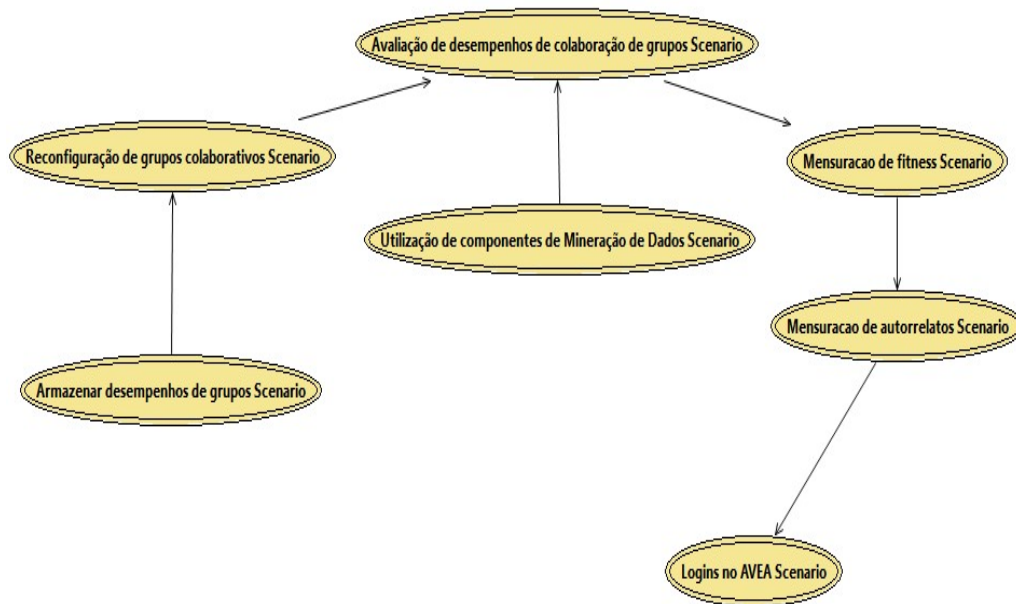 Avaliação de desempenhos de colaboração de grupos Scenario
Reconfiguração de grupos colaborativos Scenario
Mensuracao de fitness Scenario
Utilização de componentes de Mineração de Dados Scenario
Mensuracao de autorrelatos Scenario
Armazenar desempenhos de grupos Scenario
Logins no AVEA Scenario